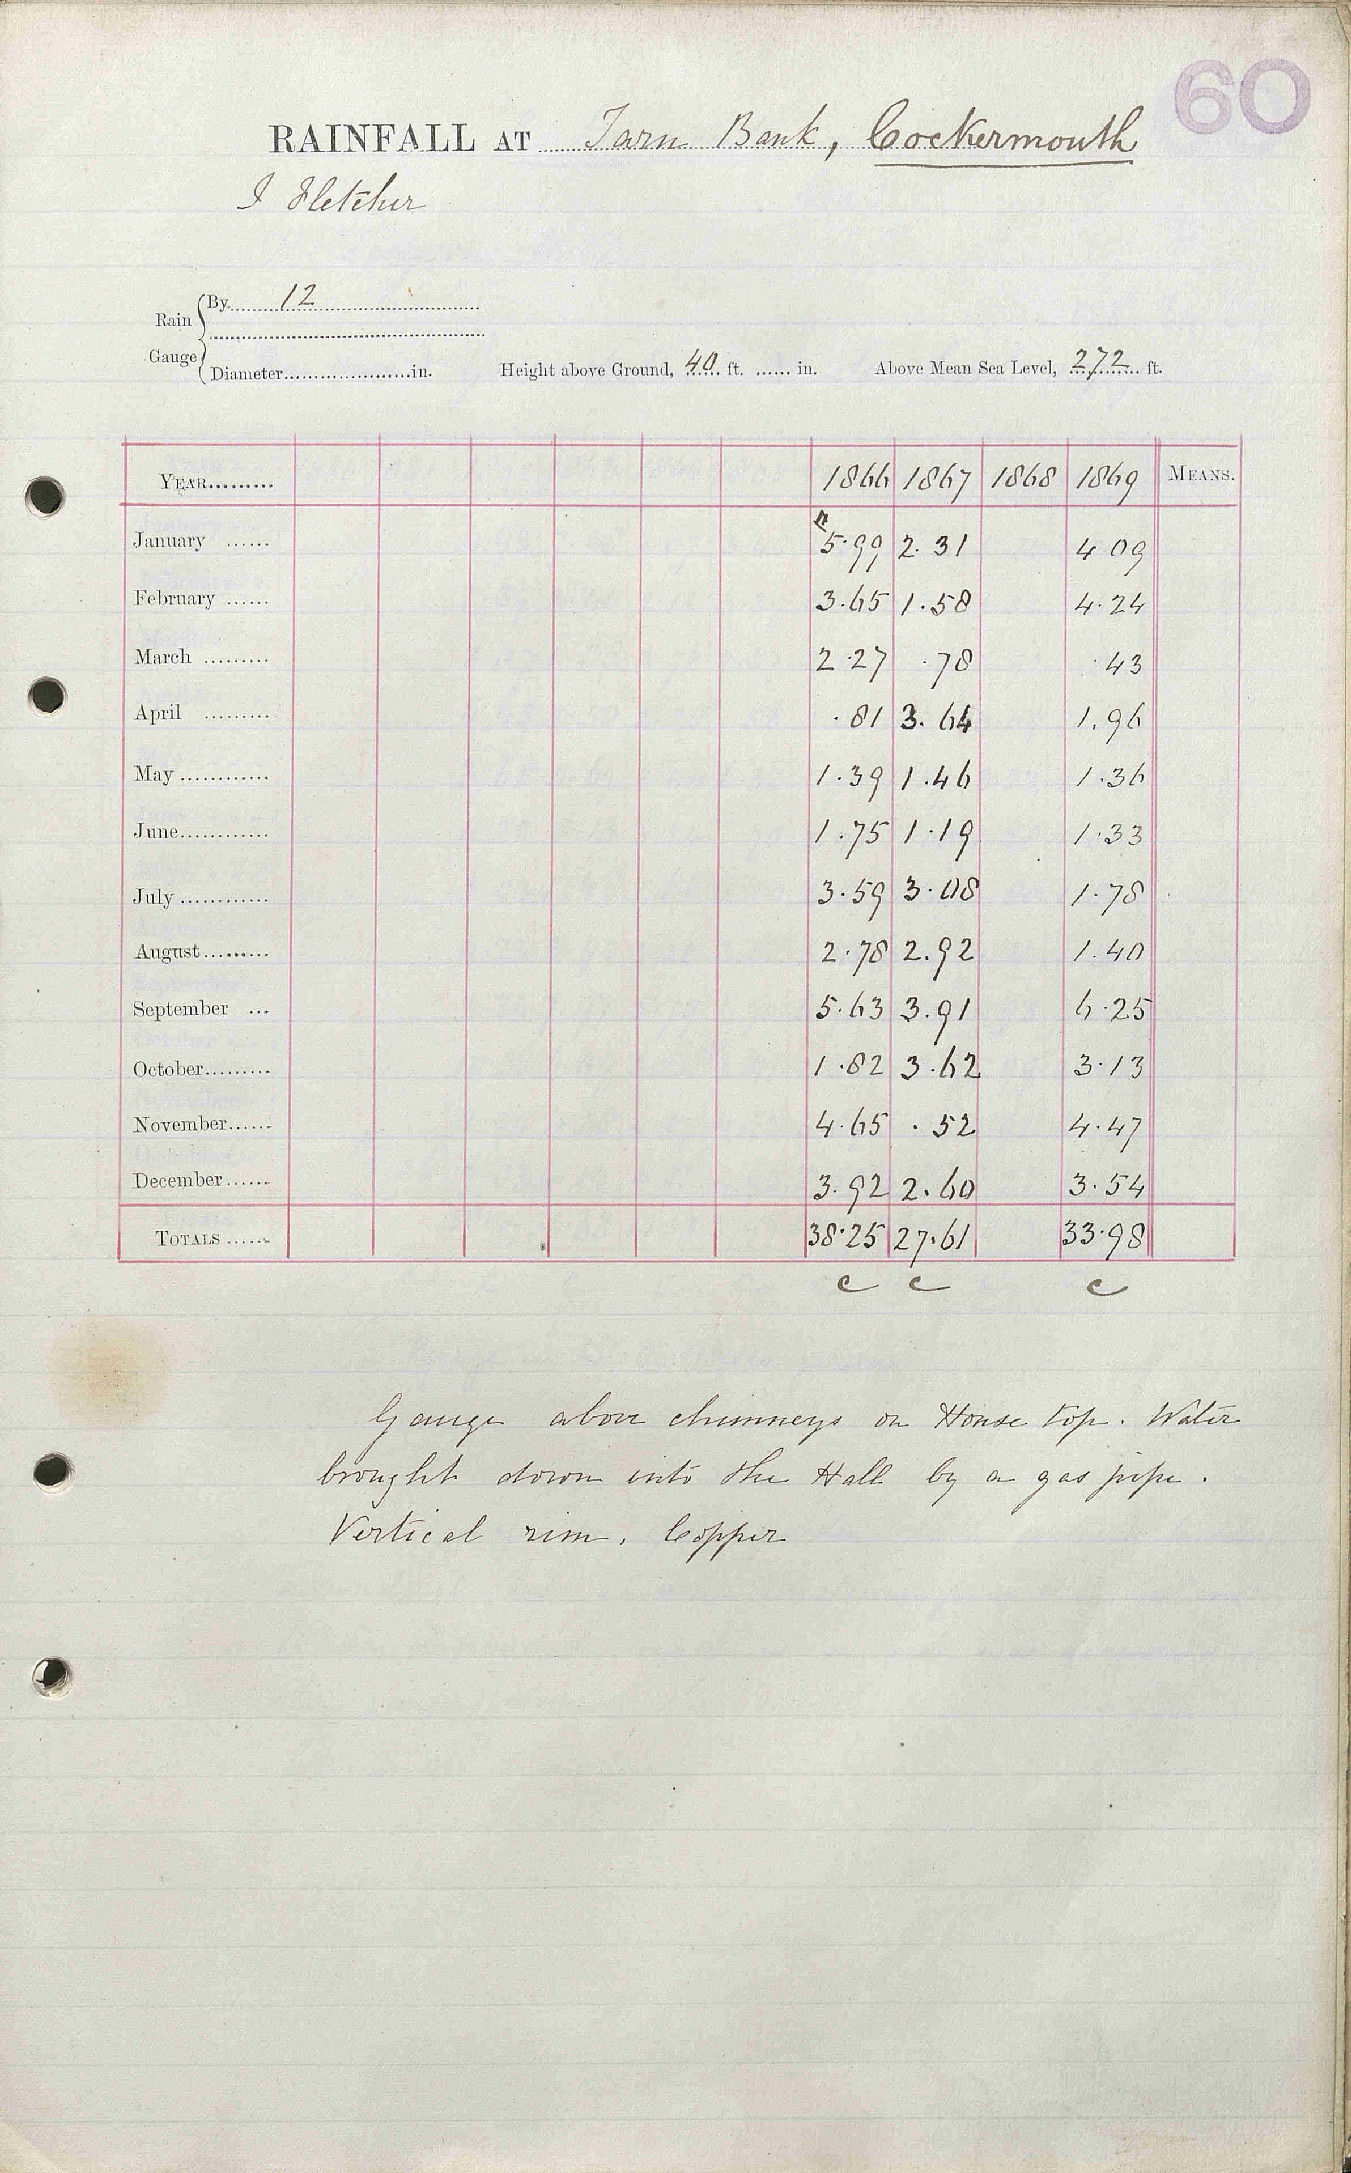 60
RAINFALL AT Tarn Bank, Cockermouth
I Fletcher
Rain Gauge { By 12
Diameter in. Height above Ground, 40 ft. in. Above Mean Sea Level, 272 ft.
YEAR 1866 1867 1868 1869 MEANS.
January 5.99 2.31 4 09
February 3.65 1.58 4.24
March 2.27 .78 .43
April .81 3.64 1.96
May 1.39 1.46 1.36
June 1.75 1.19 1.33
July 3.59 3.08 1.78
August 2.78 2.92 1.40
September 5.63 3.91 6.25
October 1.82 3.62 3.13
November 4.65 .52 4.47
December 3.92 2.60 3.54
TOTALS 38.25 27.61 33.98
c c c
Gauge above chimneys on House top. Water
brought down into the Hall by a gas pipe.
Vertical rim. Copper